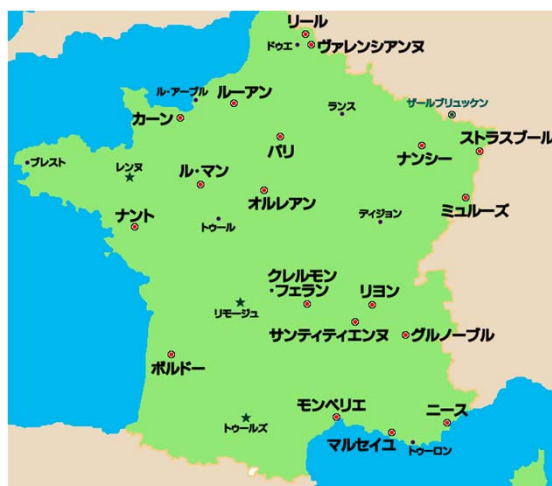 リール
ドゥエ
ヴァレンシアンヌ
ル・アーブル
ルーアン
ランス
ザールブリュッケン
カーン
ストラスブール
パリ
ナンシー
ブレスト
レンヌ
ル・マン
オルレアン
ミュルーズ
ナント
トゥール
ディジョン
クレルモン
フェラン
リヨン
リモージュ
サンティティエンヌ
グルノーブル
ボルドー
モンペリエ
ニース
トゥールズ
マルセイユ
トゥーロン